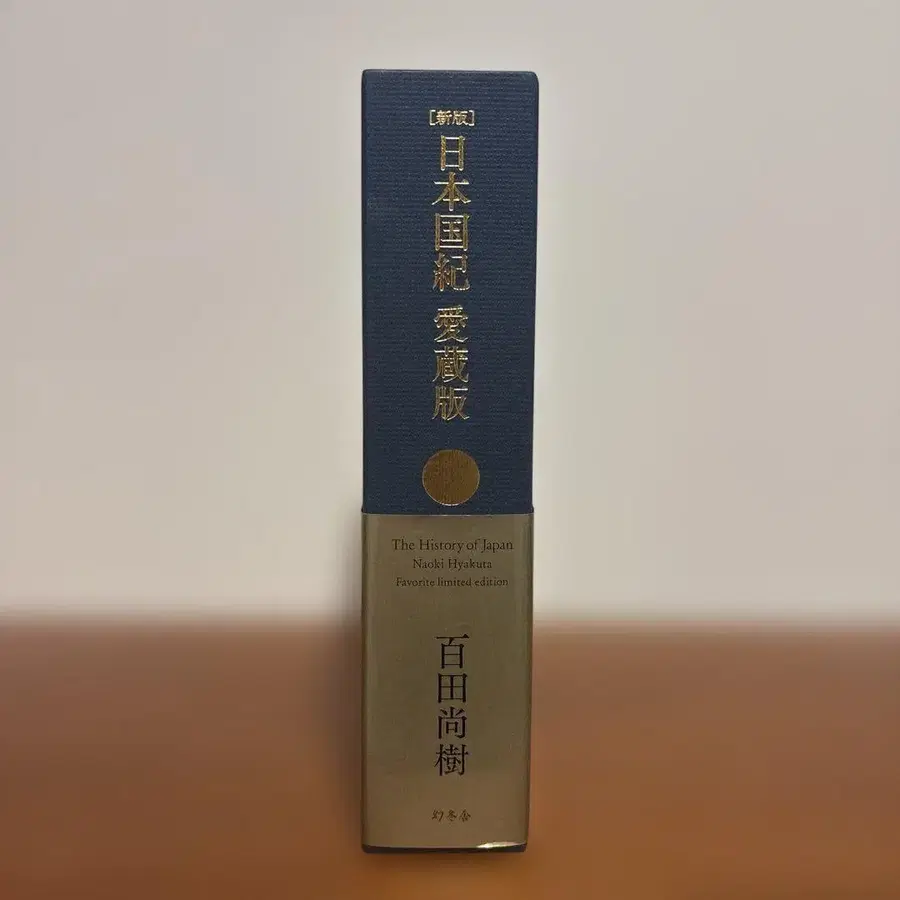 [新版]
日本国紀 愛蔵版
The History of Japan
Naoki Hyakuta
Favorite limited edition
百田尚樹
幻冬舎